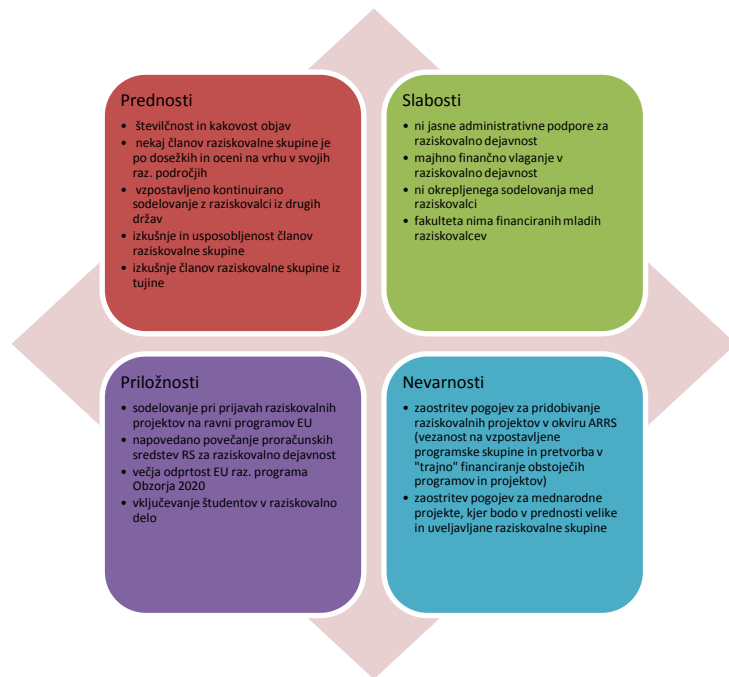 Prednosti
• številčnost in kakovost objav
• nekaj članov raziskovalne skupine je
po dosežkih in oceni na vrhu v svojih
raz. področjih
• vzpostavljeno kontinuirano
sodelovanje z raziskovalci iz drugih
držav
• izkušnje in usposobljenost članov
raziskovalne skupine
• izkušnje članov raziskovalne skupine iz
tujine
Slabosti
• ni jasne administrativne podpore za
raziskovalno dejavnost
• majhno finančno vlaganje v
raziskovalno dejavnost
• ni okrepljenega sodelovanja med
raziskovalci
• fakulteta nima financiranih mladih
raziskovalcev
Priložnosti
• sodelovanje pri prijavah raziskovalnih
projektov na ravni programov EU
• napovedano povečanje proračunskih
sredstev RS za raziskovalno dejavnost
• večja odprtost EU raz. programa
Obzorja 2020
• vključevanje študentov v raziskovalno
delo
Nevarnosti
• zaostritev pogojev za pridobivanje
raziskovalnih projektov v okviru ARRS
(vezanost na vzpostavljene
programske skupine in pretvorba v
"trajno" financiranje obstoječih
programov in projektov)
• zaostritev pogojev za mednarodne
projekte, kjer bodo v prednosti velike
in uveljavljane raziskovalne skupine